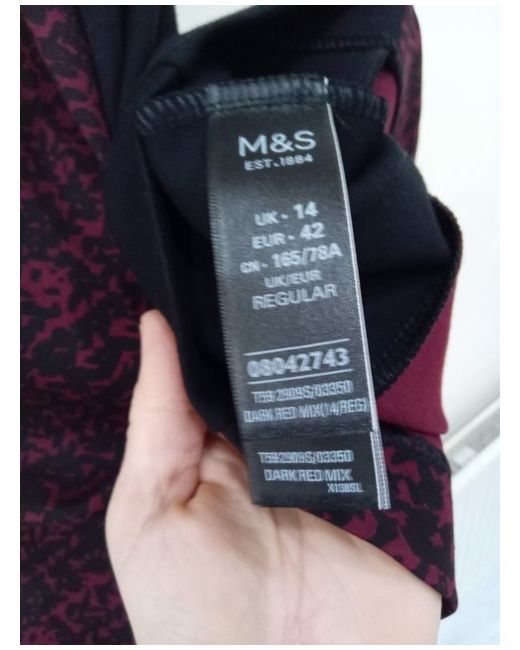 M&S
EST.1884
UK - 14
EUR - 42
CN - 165/78A
UK/EUR
REGULAR
08042743
T59 2909S/03350
DARK RED MIX(14/REG)
T59 2909S/03350
DARK RED MIX
X138SL